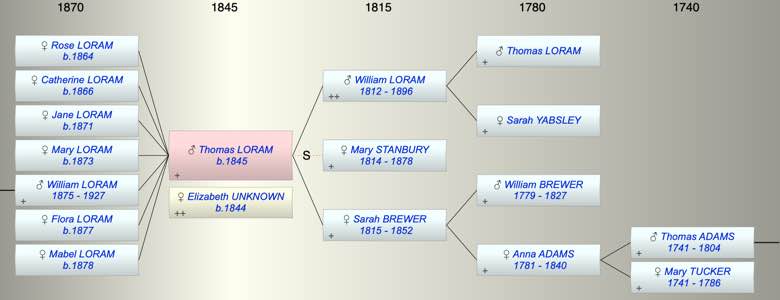 1870 1845 1815 1780 1740
♀ Rose LORAM
b.1864
♀ Catherine LORAM
b.1866
♀ Jane LORAM
b.1871
♀ Mary LORAM
b.1873
♂ William LORAM
1875 - 1927
+
♀ Flora LORAM
b.1877
♀ Mabel LORAM
b.1878
♂ Thomas LORAM
b.1845
+
♀ Elizabeth UNKNOWN
b.1844
++
S
♂ William LORAM
1812 - 1896
++
♀ Mary STANBURY
1814 - 1878
+
♀ Sarah BREWER
1815 - 1852
+
♂ Thomas LORAM
+
♀ Sarah YABSLEY
+
♂ William BREWER
1779 - 1827
+
♀ Anna ADAMS
1781 - 1840
+
♂ Thomas ADAMS
1741 - 1804
+
♀ Mary TUCKER
1741 - 1786
+